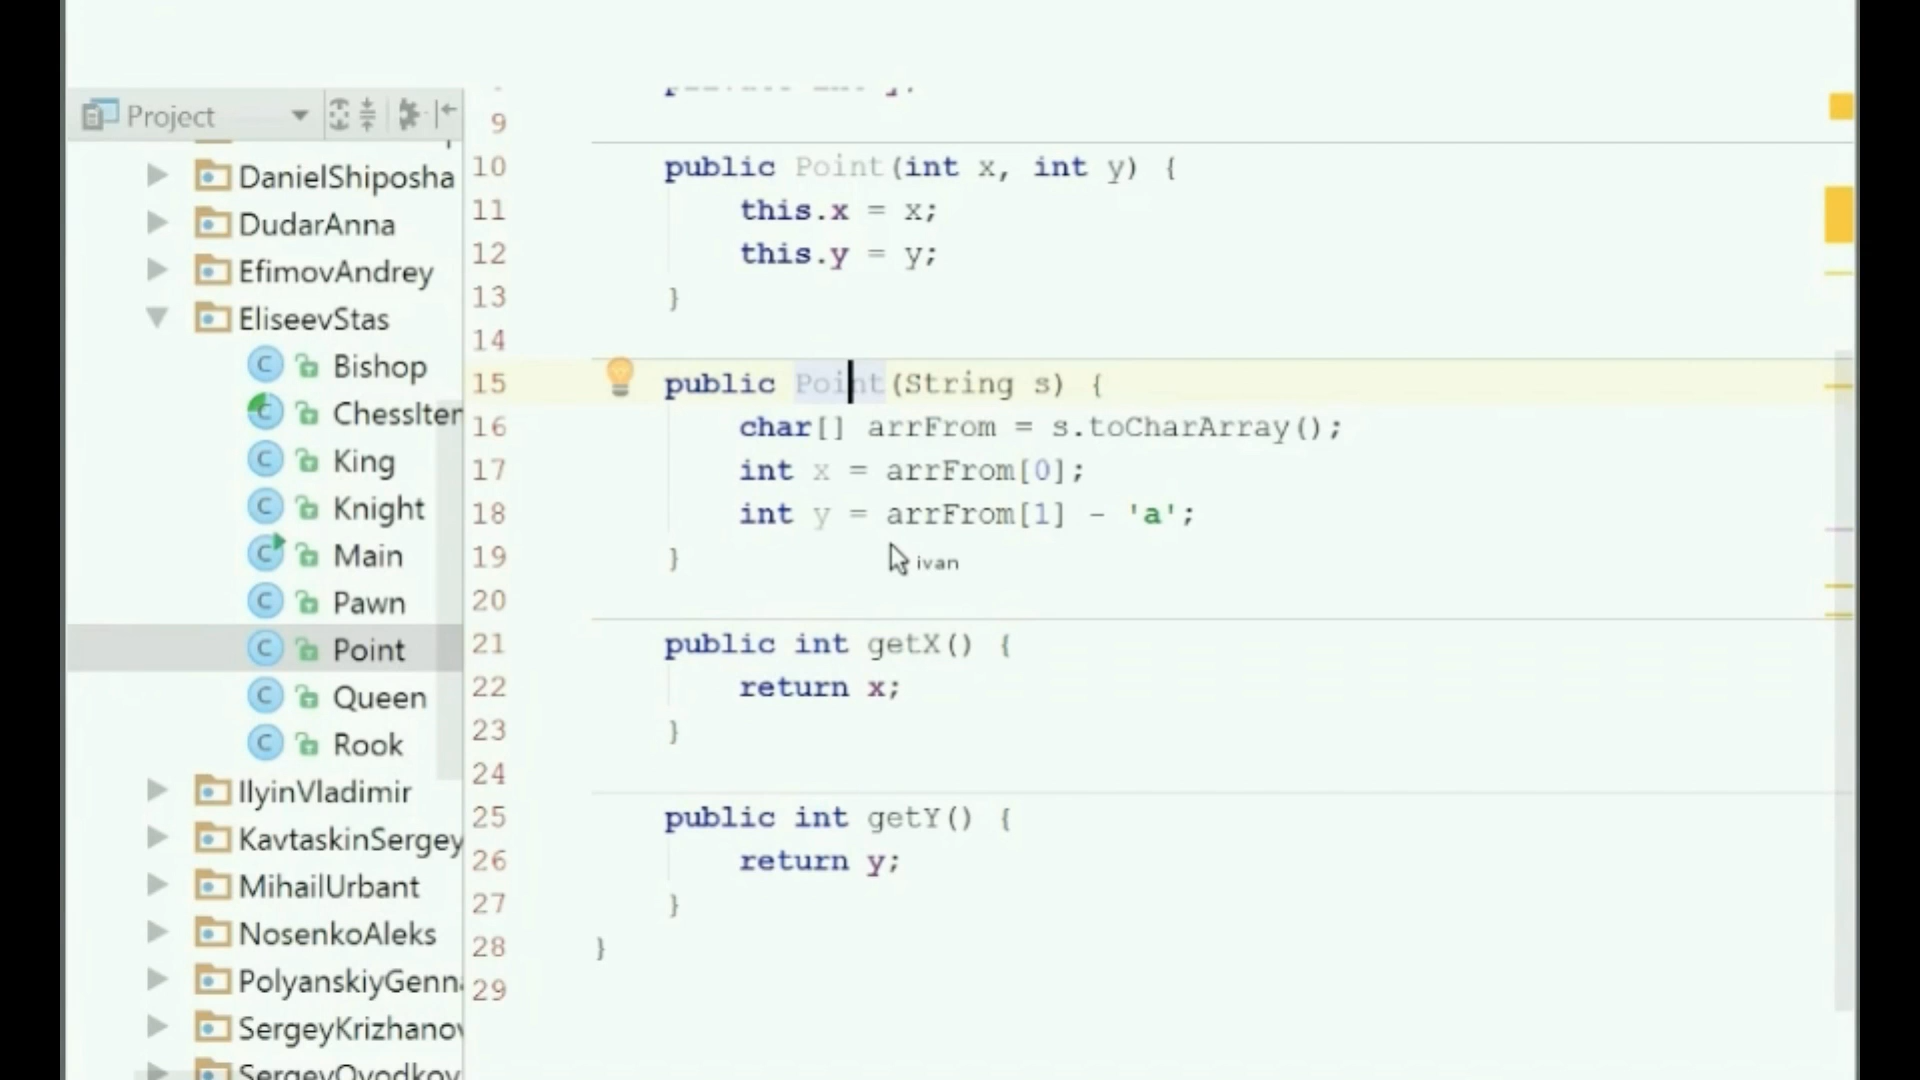 Project
DanielShiposha
DudarAnna
EfimovAndrey
EliseevStas
Bishop
ChessIter
King
Knight
Main
Pawn
Point
Queen
Rook
IlyinVladimir
KavtaskinSergey
MihailUrbant
NosenkoAleks
PolyanskiyGenn
SergeyKrizhanov
SergeyOvodkov
9
10 public Point(int x, int y) {
11 this.x = x;
12 this.y = y;
13 }
14
15 public Point(String s) {
16 char[] arrFrom = s.toCharArray();
17 int x = arrFrom[0];
18 int y = arrFrom[1] - 'a';
19 }
ivan
20
21 public int getX() {
22 return x;
23 }
24
25 public int getY() {
26 return y;
27 }
28 }
29